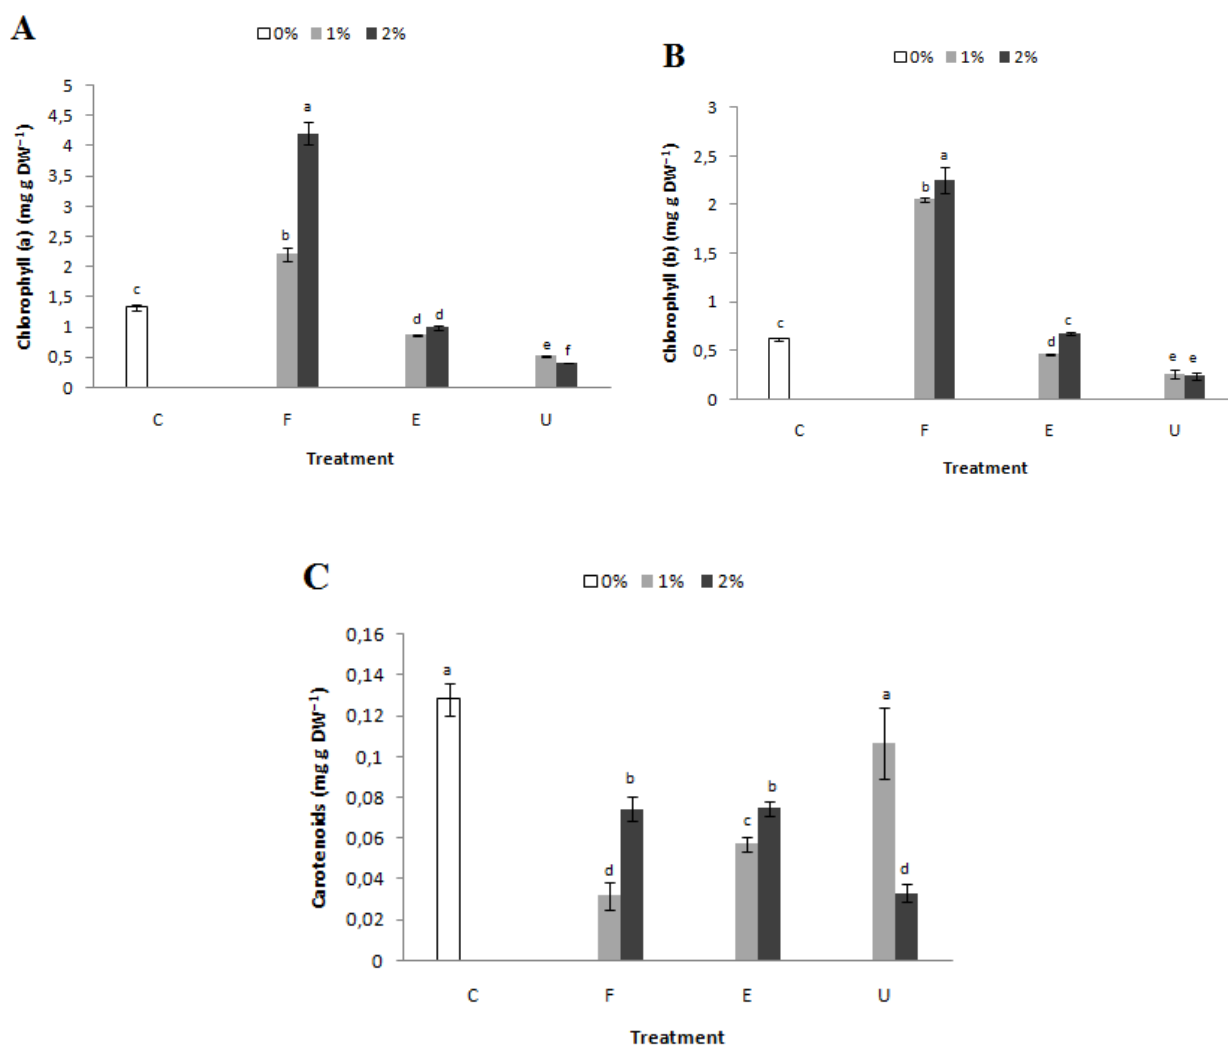 A
0% 1% 2%
Chlorophyll (a) (mg g DW⁻¹)
5
4,5
4
3,5
3
2,5
2
1,5
1
0,5
0
c
b
a
d d
e f
C F E U
Treatment
B
0% 1% 2%
Chlorophyll (b) (mg g DW⁻¹)
3
2,5
2
1,5
1
0,5
0
c
b
a
d
c
e e
C F E U
Treatment
C
0% 1% 2%
Carotenoids (mg g DW⁻¹)
0,16
0,14
0,12
0,1
0,08
0,06
0,04
0,02
0
a
d
b
c
b
a
d
C F E U
Treatment